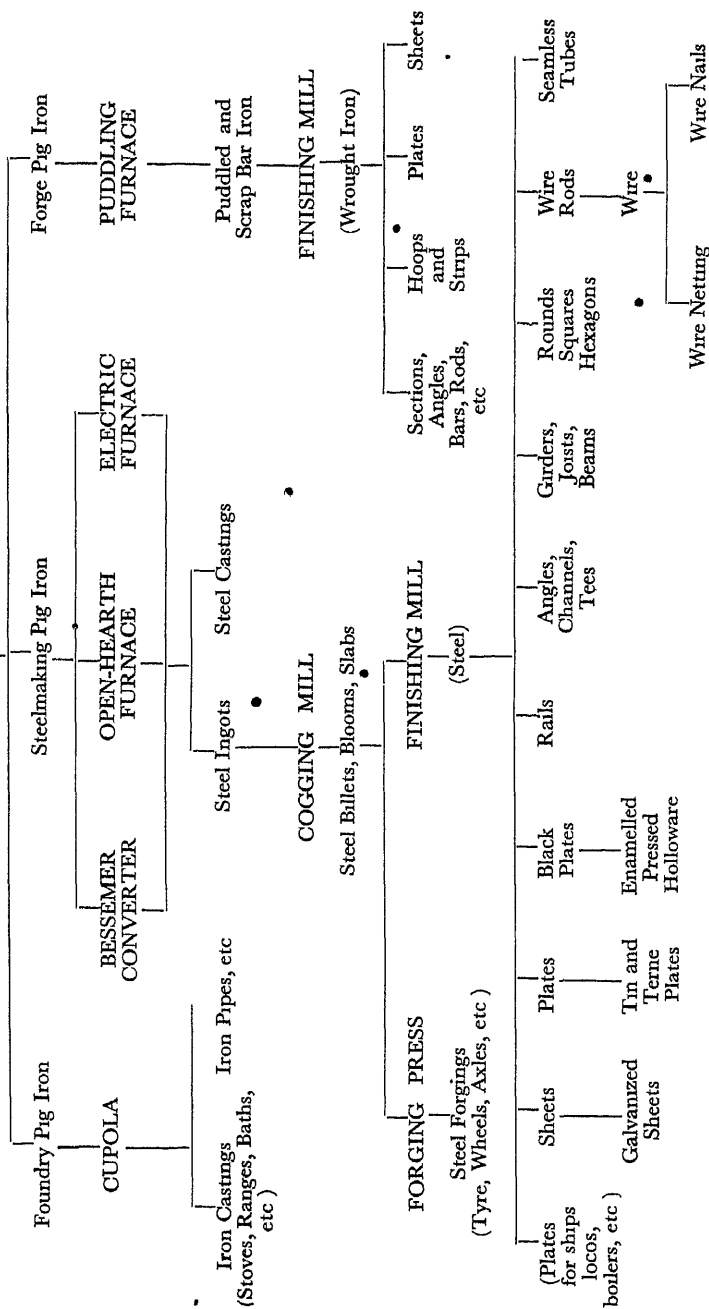 Foundry Pig Iron
Steelmaking Pig Iron
Forge Pig Iron
CUPOLA
BESSEMER
CONVERTER
OPEN-HEARTH
FURNACE
ELECTRIC
FURNACE
PUDDLING
FURNACE
Iron Castings
(Stoves, Ranges, Baths,
etc )
Iron Pipes, etc
Steel Ingots
Steel Castings
Puddled and
Scrap Bar Iron
COGGING MILL
FINISHING MILL
Steel Billets, Blooms, Slabs
(Wrought Iron)
Sections,
Angles,
Bars, Rods,
etc
Hoops
and
Strips
Plates
Sheets
FORGING PRESS
FINISHING MILL
Steel Forgings
(Tyre, Wheels, Axles, etc )
(Steel)
(Plates
for ships
locos,
boilers, etc )
Sheets
Plates
Black
Plates
Rails
Angles,
Channels,
Tees
Girders,
Joists,
Beams
Rounds
Squares
Hexagons
Wire
Rods
Seamless
Tubes
Galvanized
Sheets
Tin and
Terne
Plates
Enamelled
Pressed
Holloware
Wire
Wire Netting
Wire Nails